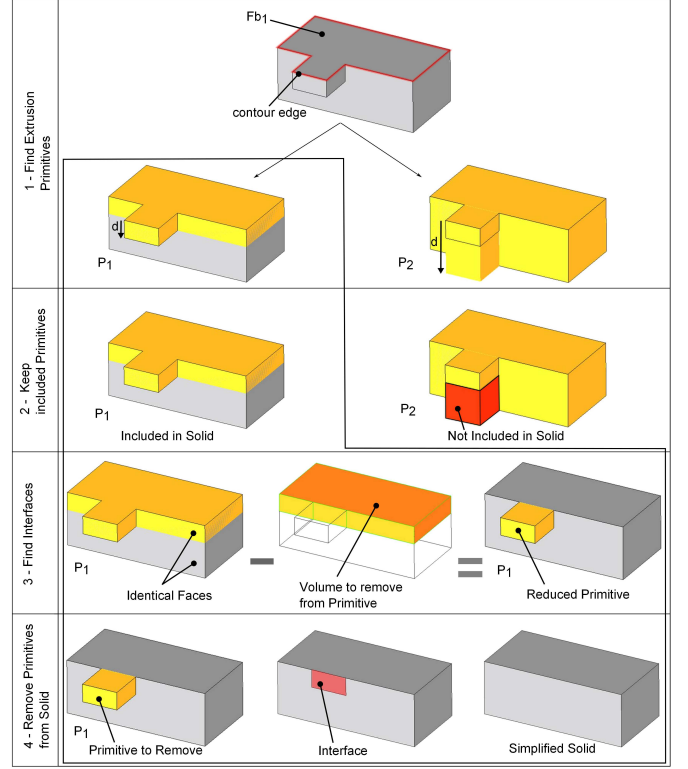 1 - Find Extrusion
Primitives
Fb1
contour edge
d
P1
d
P2
2 - Keep
included Primitives
P1
Included in Solid
P2
Not Included in Solid
3 - Find Interfaces
P1
Identical Faces
Volume to remove
from Primitive
P1
Reduced Primitive
4 - Remove Primitives
from Solid
P1
Primitive to Remove
Interface
Simplified Solid